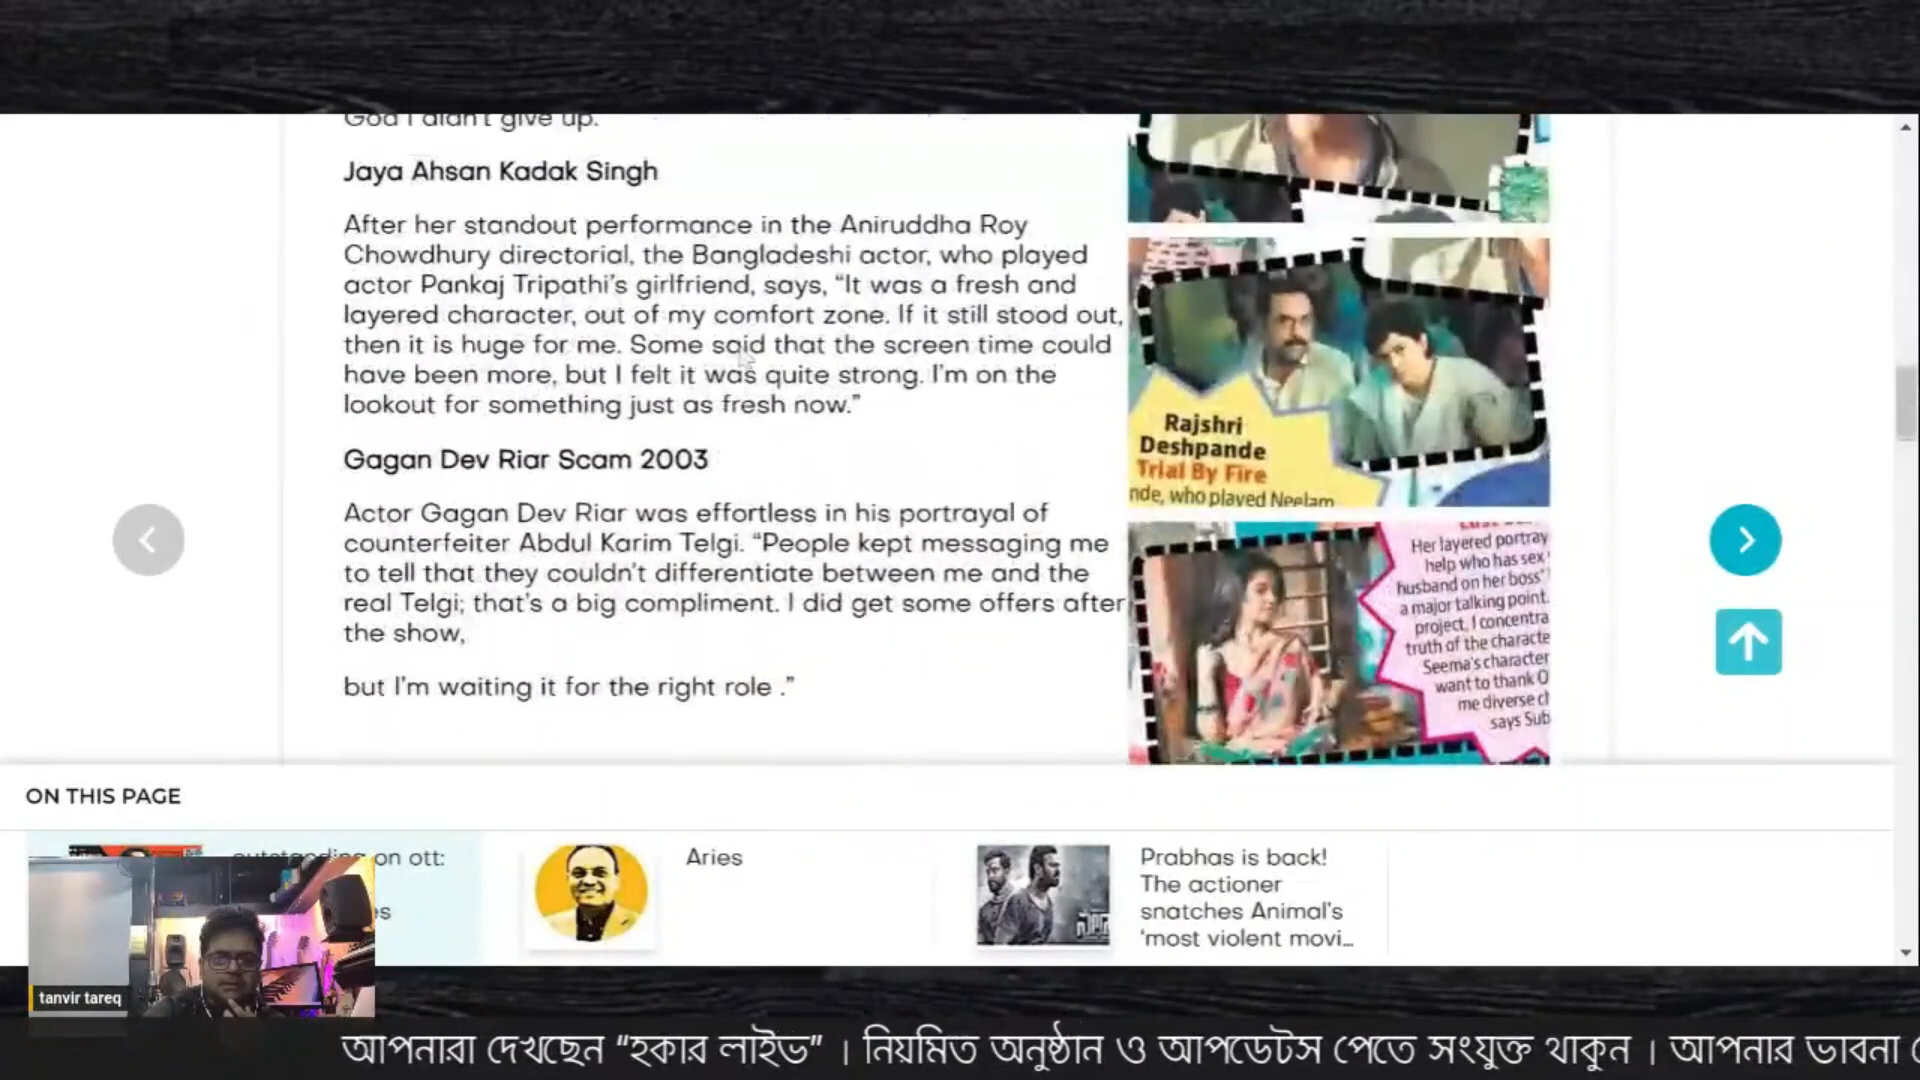 God I didn't give up.
Jaya Ahsan Kadak Singh
After her standout performance in the Aniruddha Roy
Chowdhury directorial, the Bangladeshi actor, who played
actor Pankaj Tripathi's girlfriend, says, “It was a fresh and
layered character, out of my comfort zone. If it still stood out,
then it is huge for me. Some said that the screen time could
have been more, but I felt it was quite strong. I'm on the
lookout for something just as fresh now.”
Gagan Dev Riar Scam 2003
Actor Gagan Dev Riar was effortless in his portrayal of
counterfeiter Abdul Karim Telgi. “People kept messaging me
to tell that they couldn't differentiate between me and the
real Telgi; that's a big compliment. I did get some offers after
the show,
but I'm waiting it for the right role .”
Rajshri
Deshpande
Trial By Fire
nde, who played Neelam
Her layered portray
help who has sex
husband on her boss'
a major talking point.
project, I concentra
truth of the characte
Seema's character
want to thank O
me diverse ch
says Sub
ON THIS PAGE
outstanding on ott:
es
Aries
Prabhas is back!
The actioner
snatches Animal's
‘most violent movi...
tanvir tareq
আপনারা দেখছেন “হকার লাইভ” । নিয়মিত অনুষ্ঠান ও আপডেটস পেতে সংযুক্ত থাকুন । আপনার ভাবনা